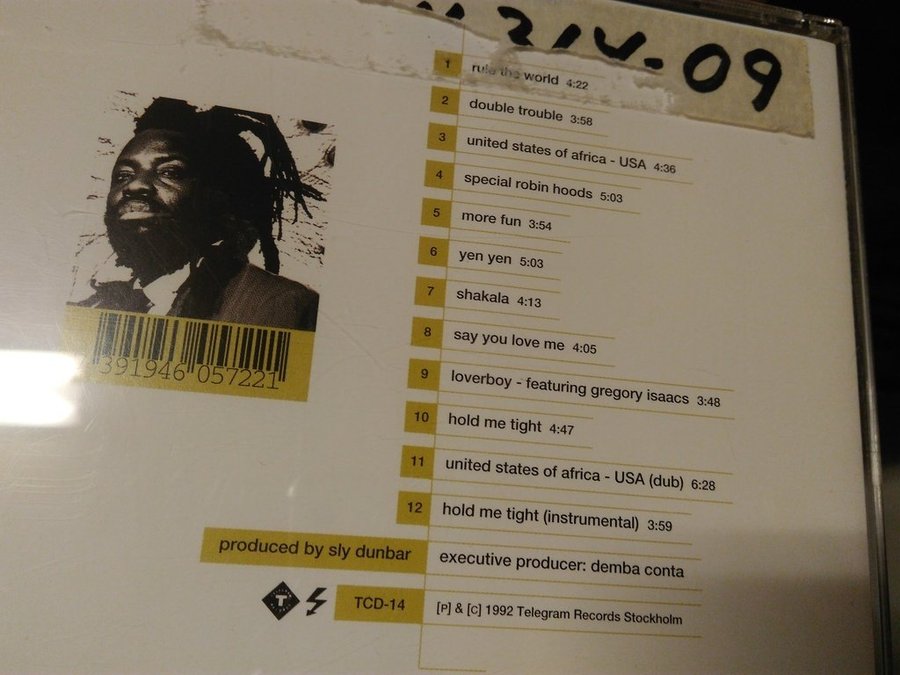 214-09
1 rule the world 4:22
2 double trouble 3:58
3 united states of africa - USA 4:36
4 special robin hoods 5:03
5 more fun 3:54
6 yen yen 5:03
7 shakala 4:13
8 say you love me 4:05
9 loverboy - featuring gregory isaacs 3:48
10 hold me tight 4:47
11 united states of africa - USA (dub) 6:28
12 hold me tight (instrumental) 3:59
391946 057221
produced by sly dunbar executive producer: demba conta
T TCD-14 [P] & [C] 1992 Telegram Records Stockholm